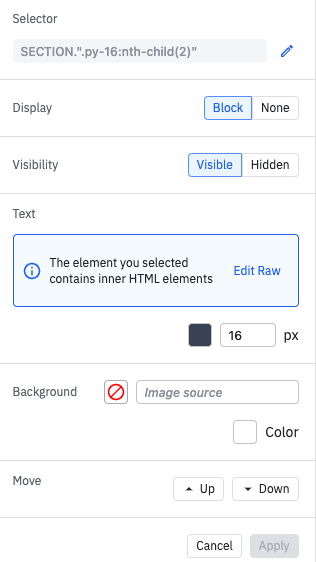 Selector
SECTION.".py-16:nth-child(2)"
Display Block None
Visibility Visible Hidden
Text
The element you selected
contains inner HTML elements
Edit Raw
16 px
Background Image source
Color
Move Up Down
Cancel Apply